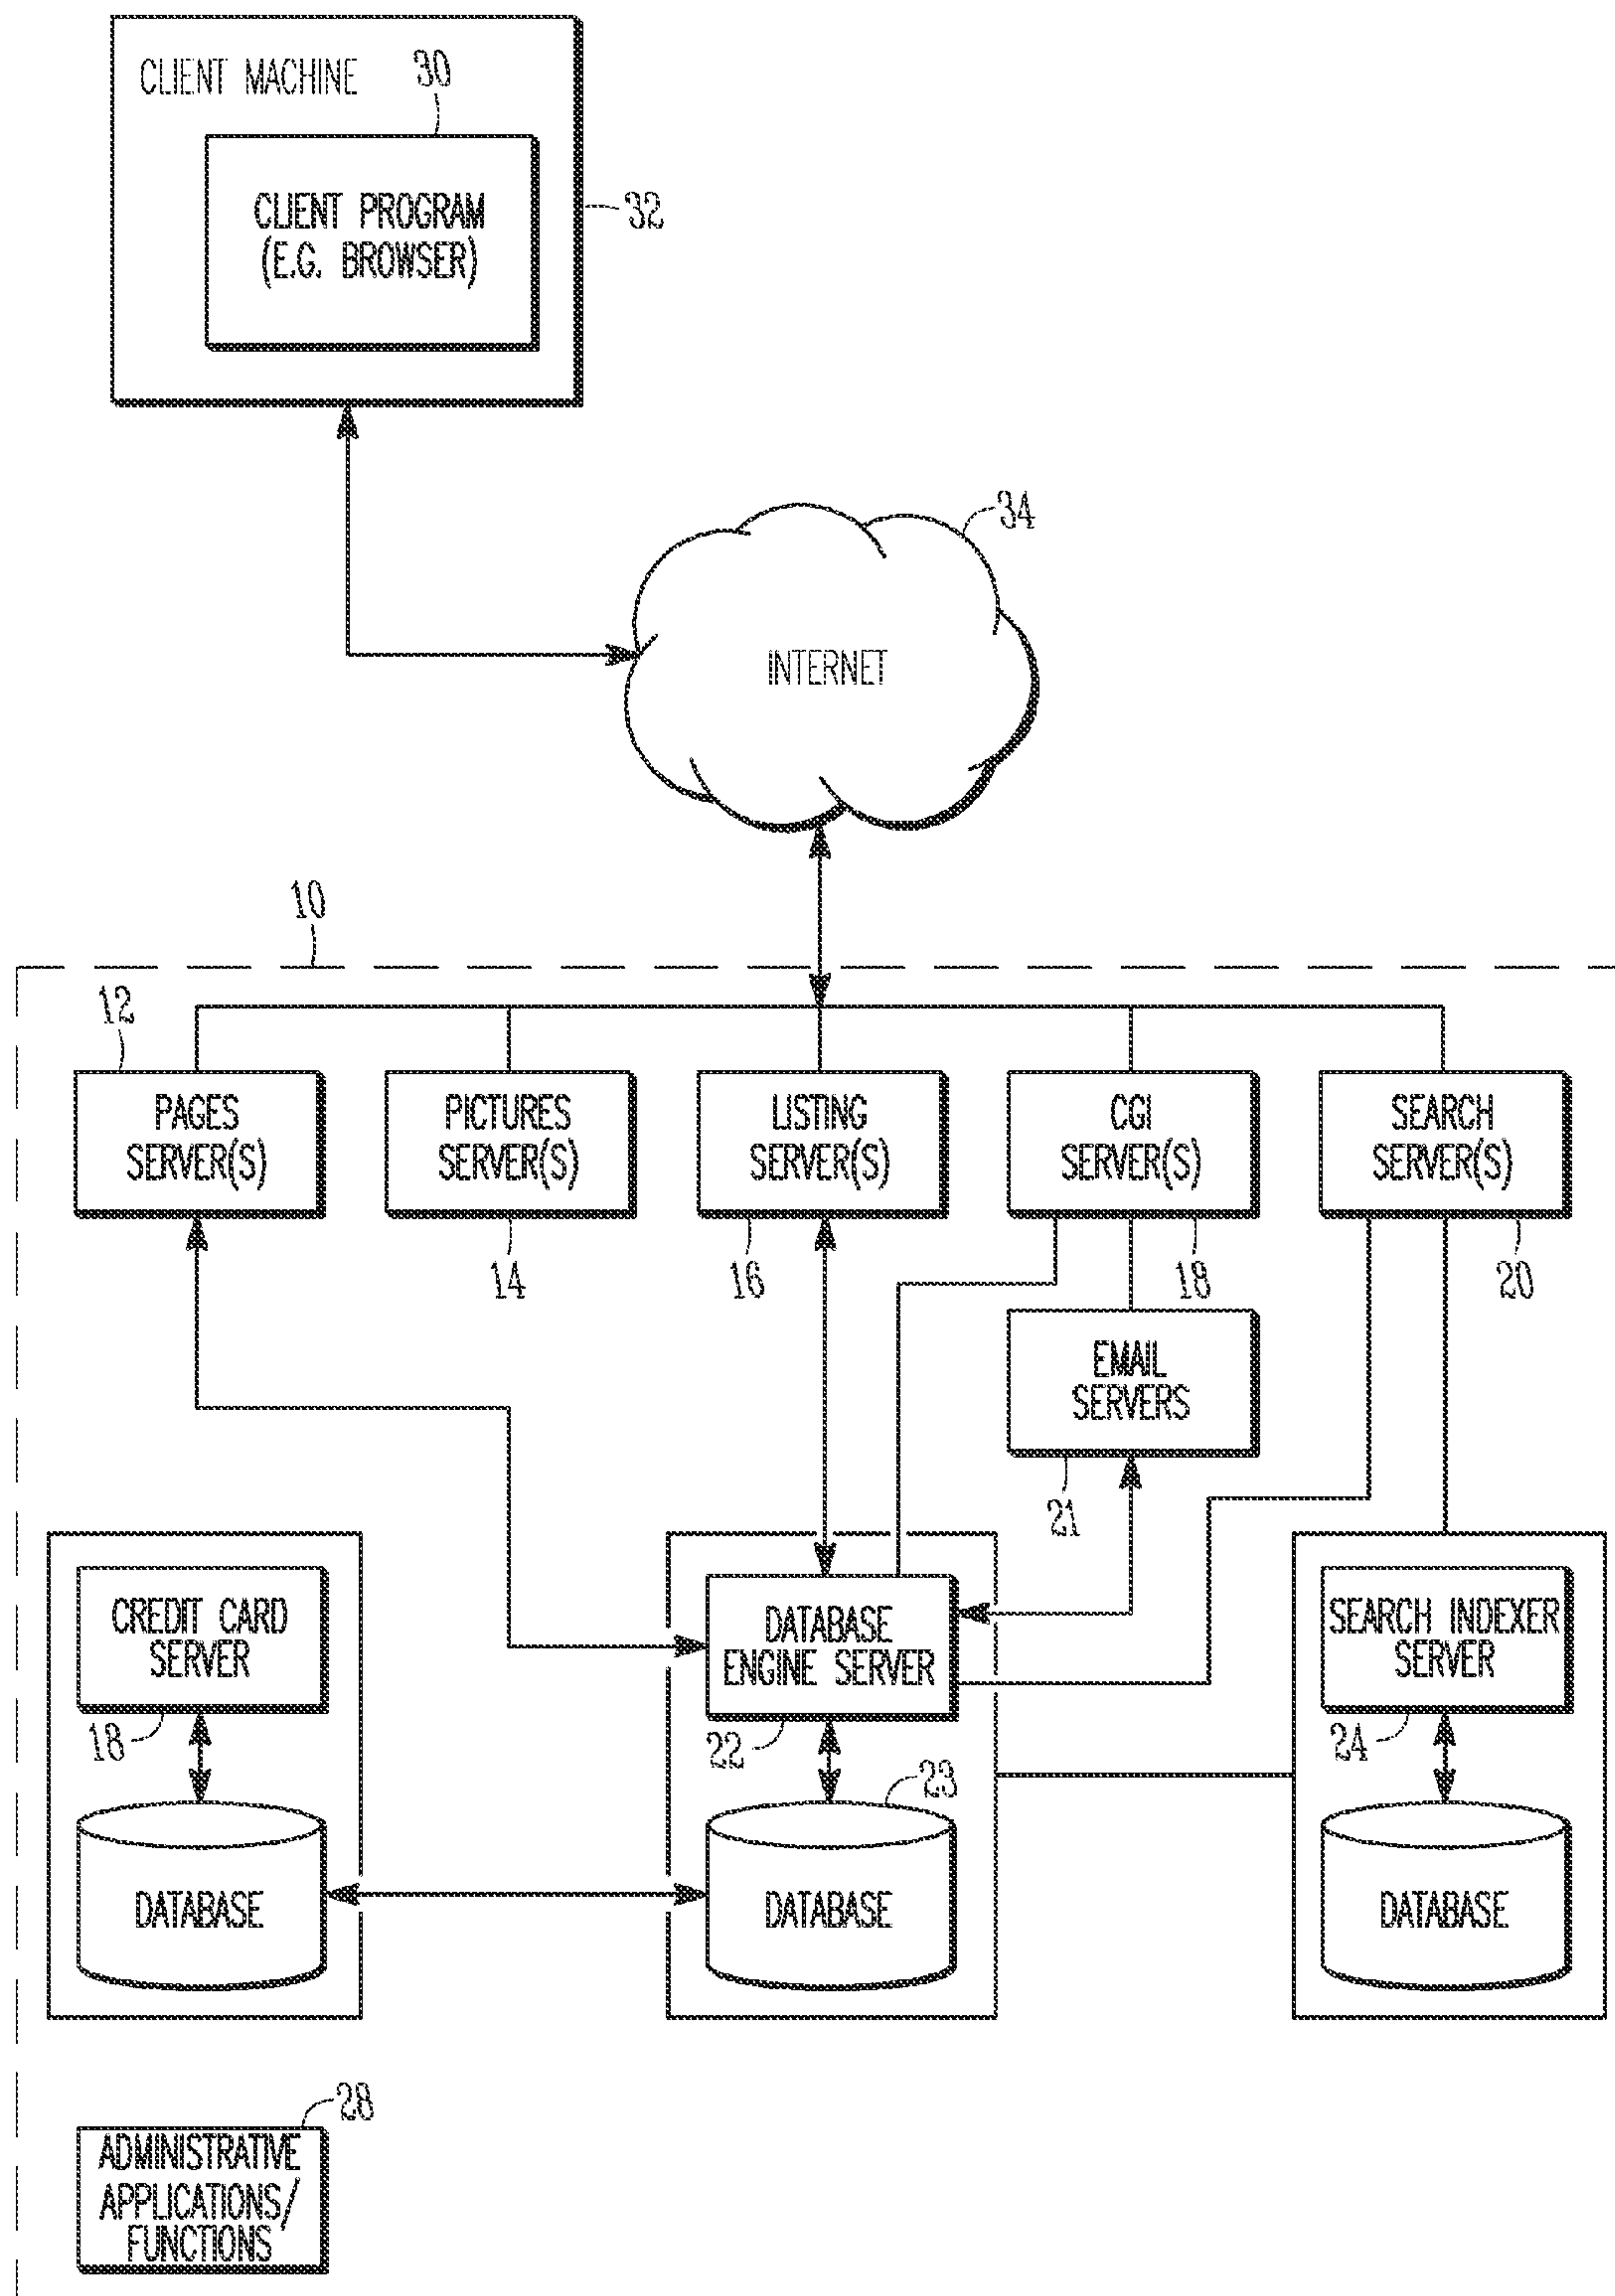 CLIENT MACHINE
30
CLIENT PROGRAM
(E.G. BROWSER)
32
34
INTERNET
10
12
PAGES
SERVER(S)
PICTURES
SERVER(S)
14
LISTING
SERVER(S)
16
CGI
SERVER(S)
18
SEARCH
SERVER(S)
20
EMAIL
SERVERS
21
CREDIT CARD
SERVER
18
DATABASE
DATABASE
ENGINE SERVER
22
23
DATABASE
SEARCH INDEXER
SERVER
24
DATABASE
28
ADMINISTRATIVE
APPLICATIONS/
FUNCTIONS